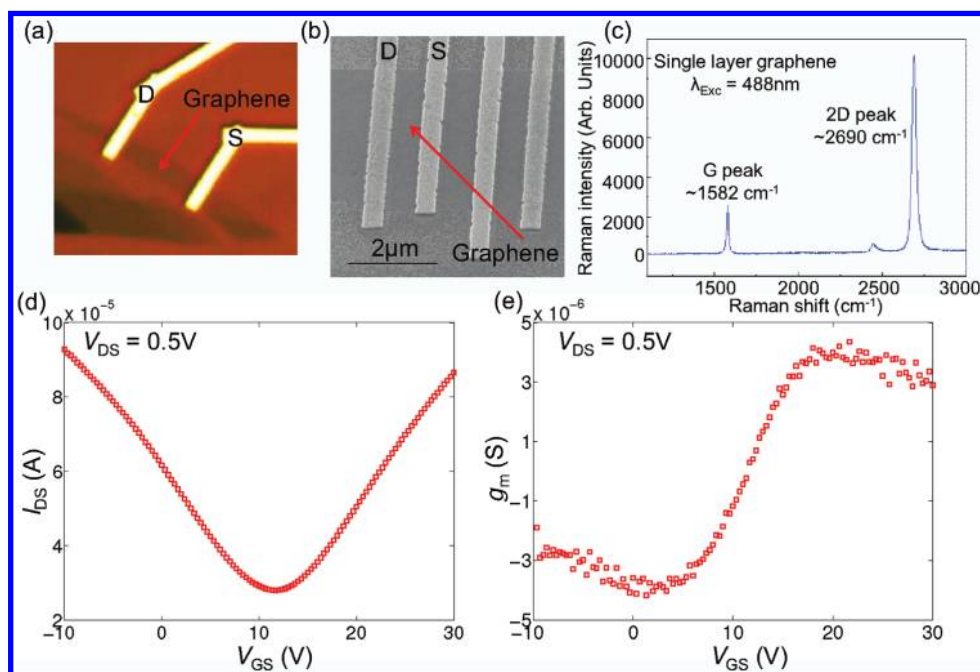 (a)
D
Graphene
S
(b)
D S
Graphene
2μm
(c)
Raman intensity (Arb. Units)
10000
8000
6000
4000
2000
0
Single layer graphene
λExc = 488nm
2D peak
~2690 cm⁻¹
G peak
~1582 cm⁻¹
1500 2000 2500 3000
Raman shift (cm⁻¹)
(d)
10 x 10⁻⁵
VDS = 0.5V
8
6
4
2
IDS (A)
−10 0 10 20 30
VGS (V)
(e)
5 x 10⁻⁶
VDS = 0.5V
3
1
−1
−3
−5
gm (S)
−10 0 10 20 30
VGS (V)